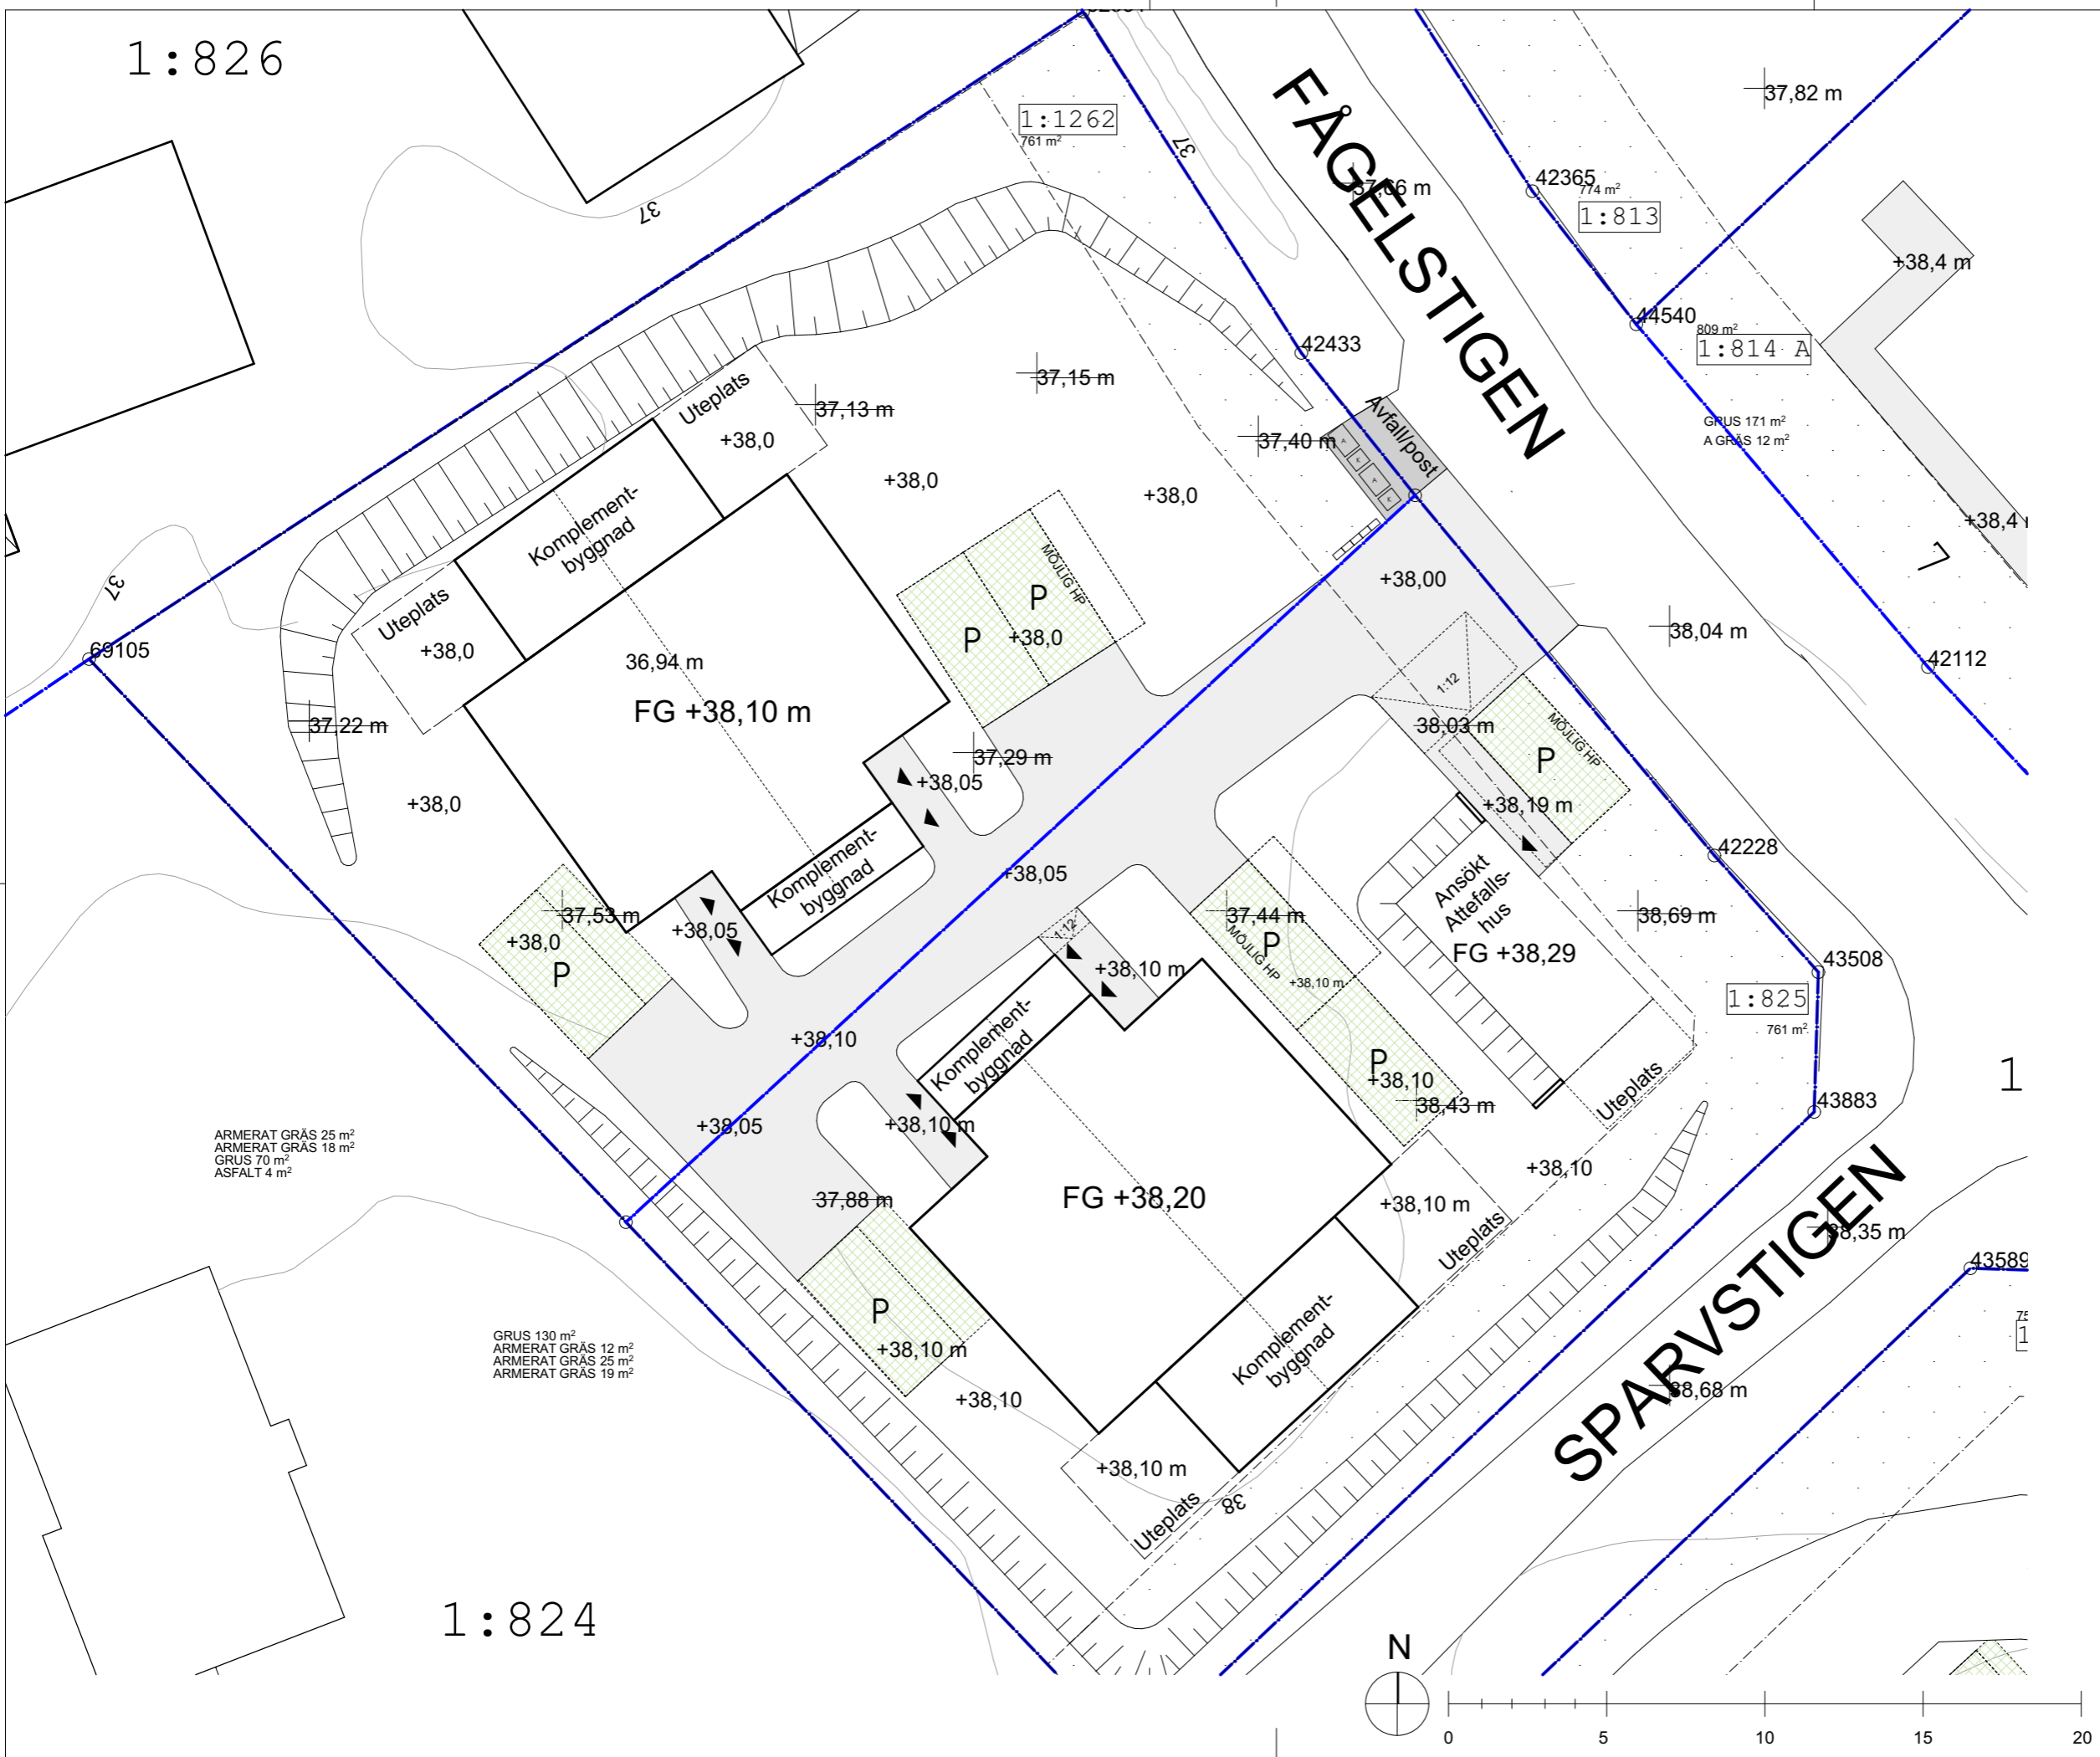 1:826
37
1:1262
761 m²
37
FÅGELSTIGEN
37,66 m
37,82 m
42365
774 m²
1:813
+38,4 m
44540
809 m²
1:814 A
GRUS 171 m²
A GRÄS 12 m²
+38,4
7
42112
42433
Avfall/post
37,15 m
37,13 m
37,40 m
Uteplats
+38,0
+38,0
+38,0
Komplement-
byggnad
MÖJLIG HP
P
P
+38,0
+38,00
38,04 m
37
69105
Uteplats
+38,0
36,94 m
FG +38,10 m
37,22 m
+38,0
37,29 m
+38,05
1:12
38,03 m
MÖJLIG HP
P
+38,19 m
42228
Komplement-
byggnad
+38,05
Ansökt
Attefalls-
hus
FG +38,29
38,69 m
37,53 m
+38,0
P
+38,05
1:12
+38,10 m
37,44 m
P
MÖJLIG HP
+38,10 m
43508
1:825
761 m²
+38,10
Komplement-
byggnad
P
+38,10
38,43 m
Uteplats
43883
1
+38,05
+38,10 m
ARMERAT GRÄS 25 m²
ARMERAT GRÄS 18 m²
GRUS 70 m²
ASFALT 4 m²
37,88 m
FG +38,20
+38,10
+38,10 m
Uteplats
38,35 m
SPARVSTIGEN
43589
GRUS 130 m²
ARMERAT GRÄS 12 m²
ARMERAT GRÄS 25 m²
ARMERAT GRÄS 19 m²
P
+38,10 m
+38,10
Komplement-
byggnad
38,68 m
+38,10 m
Uteplats
38
1:824
N
0 5 10 15 20